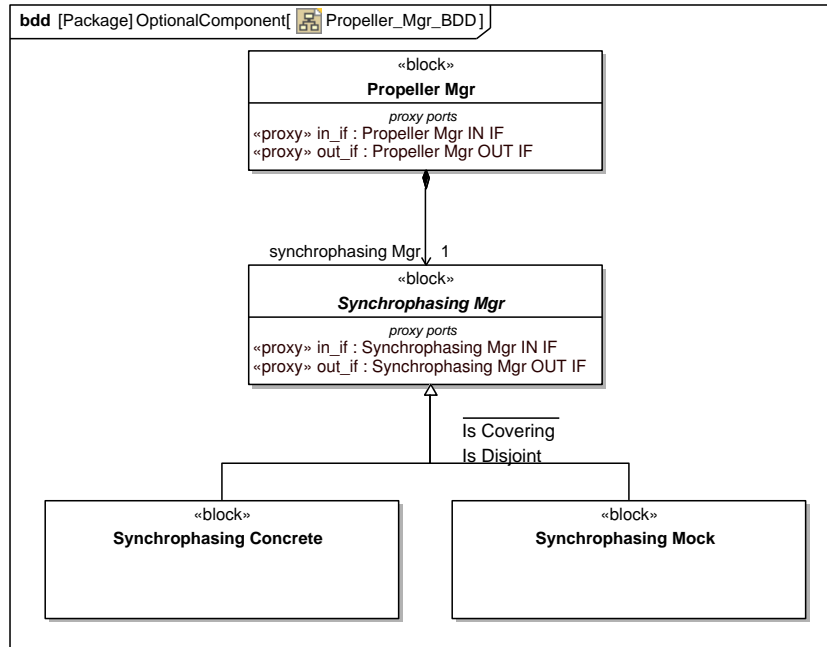 bdd [Package] OptionalComponent[ Propeller_Mgr_BDD ]
«block»
Propeller Mgr
proxy ports
«proxy» in_if : Propeller Mgr IN IF
«proxy» out_if : Propeller Mgr OUT IF
synchrophasing Mgr 1
«block»
Synchrophasing Mgr
proxy ports
«proxy» in_if : Synchrophasing Mgr IN IF
«proxy» out_if : Synchrophasing Mgr OUT IF
Is Covering
Is Disjoint
«block»
Synchrophasing Concrete
«block»
Synchrophasing Mock